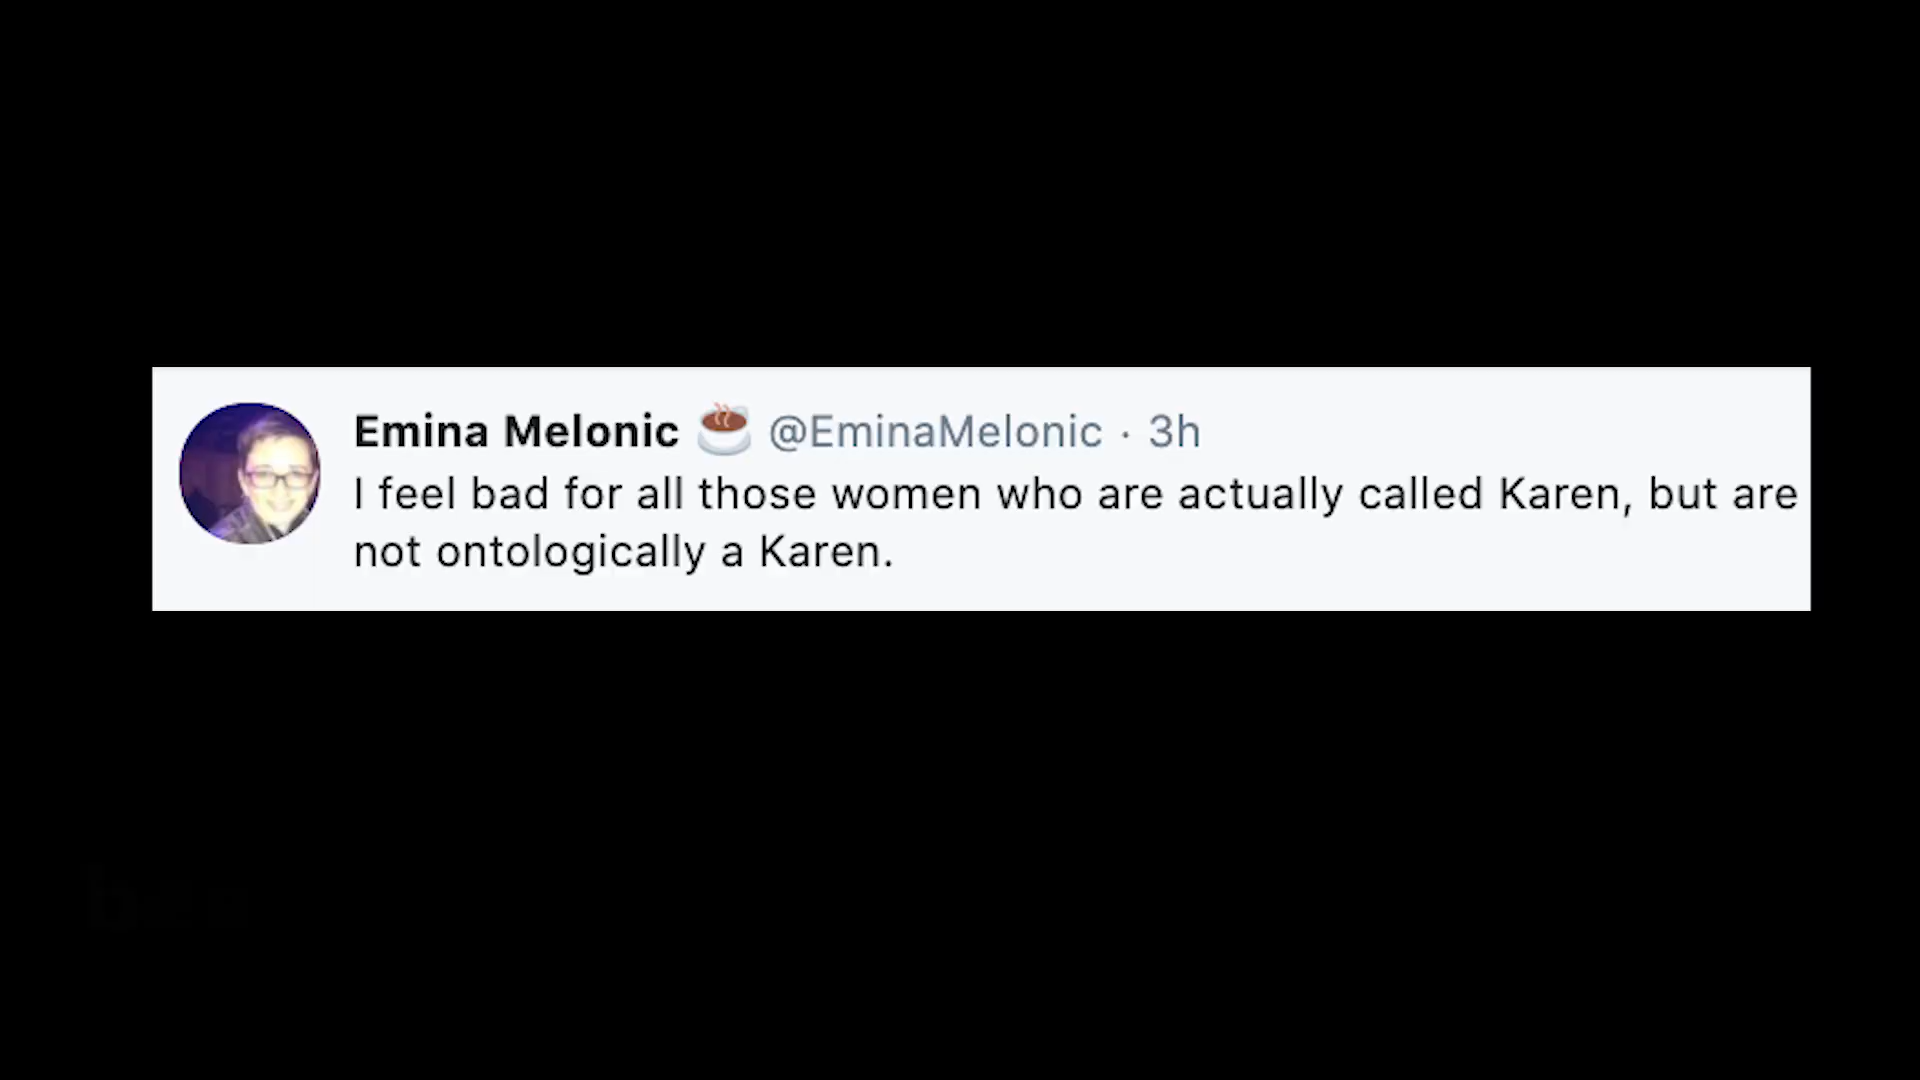 Emina Melonic ☕ @EminaMelonic · 3h
I feel bad for all those women who are actually called Karen, but are
not ontologically a Karen.